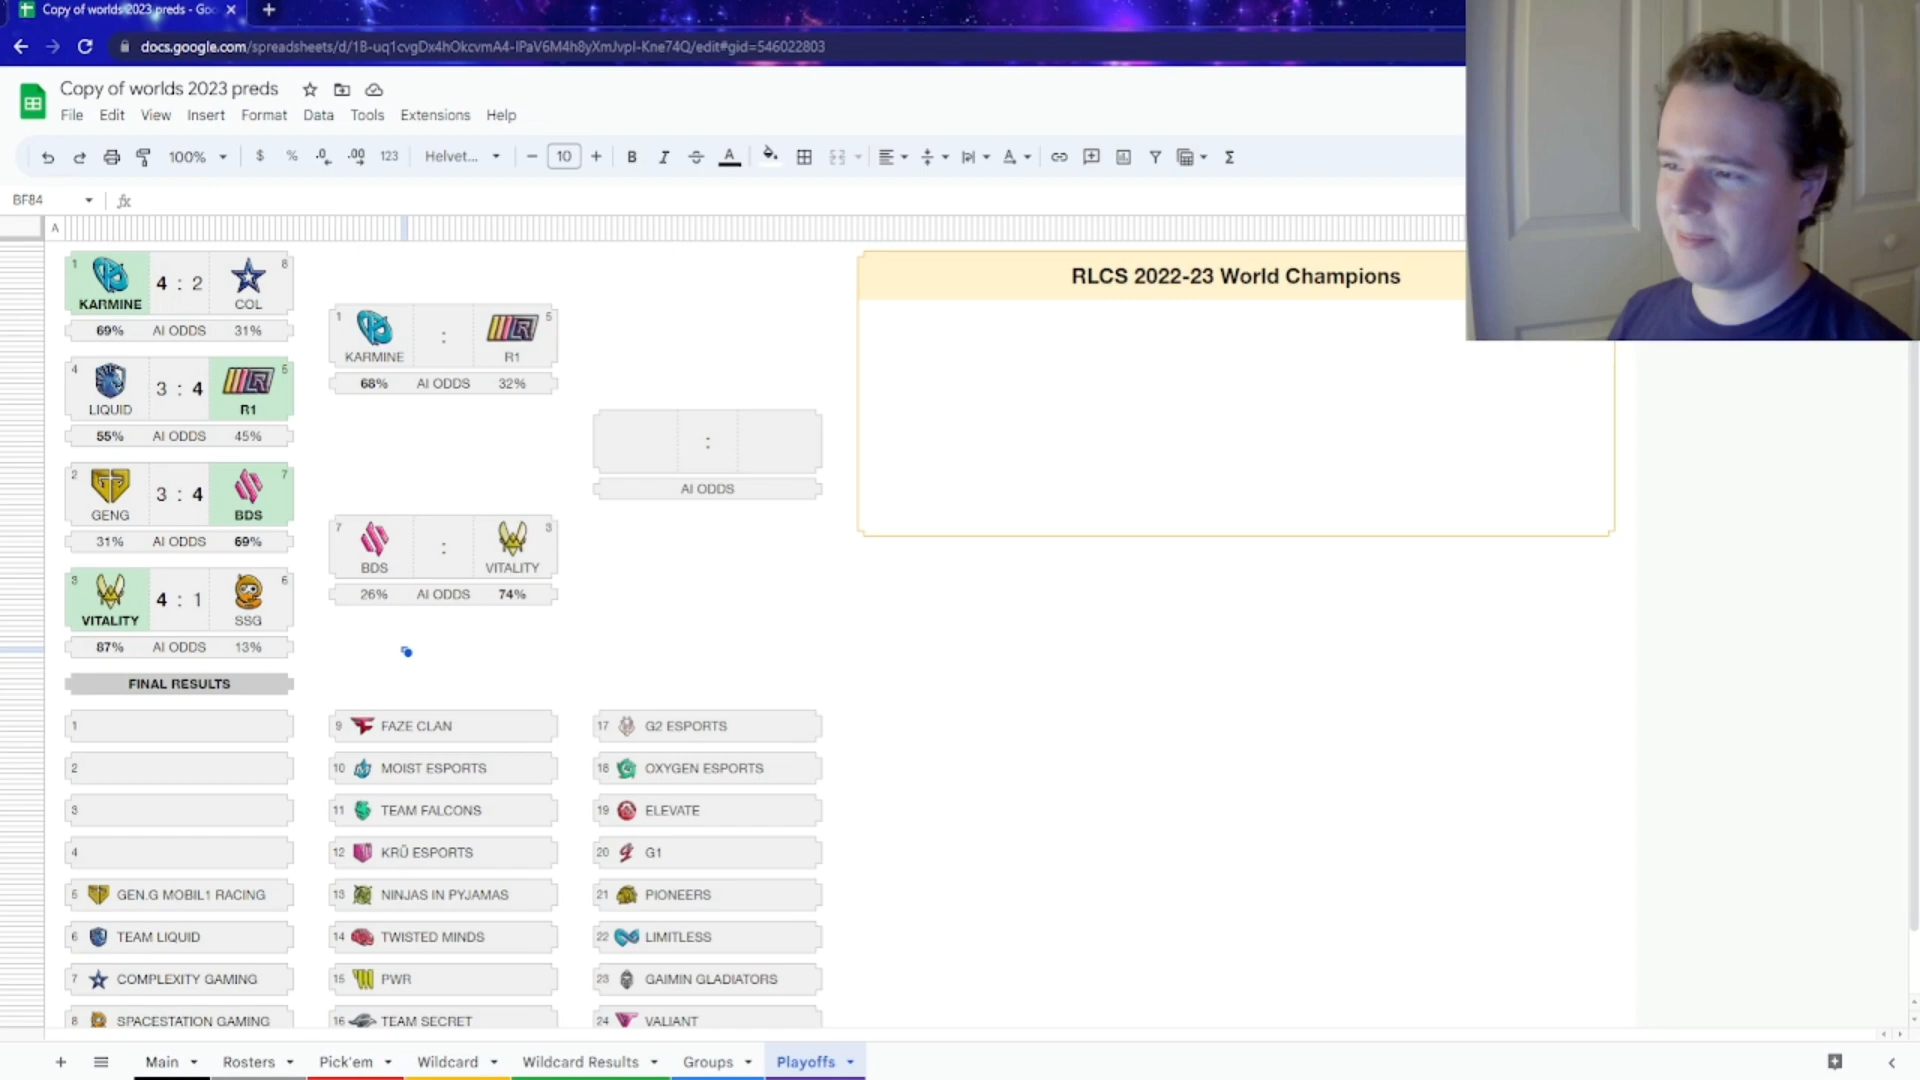 Copy of worlds 2023 preds - Goo
docs.google.com/spreadsheets/d/1B-uq1cvgDx4hOkcvmA4-IPaV6M4h8yXmJvpI-Kne74Q/edit#gid=546022803
Copy of worlds 2023 preds
File Edit View Insert Format Data Tools Extensions Help
100% $ % .0 .00 123 Helvet... − 10 + B I S A Σ
BF84 fx
A
RLCS 2022-23 World Champions
1 KARMINE 4 : 2 COL 8
69% AI ODDS 31%
1 KARMINE : R1 5
68% AI ODDS 32%
4 LIQUID 3 : 4 R1 5
55% AI ODDS 45%
:
AI ODDS
2 GENG 3 : 4 BDS 7
31% AI ODDS 69%
7 BDS : VITALITY 3
26% AI ODDS 74%
3 VITALITY 4 : 1 SSG 6
87% AI ODDS 13%
FINAL RESULTS
1 9 FAZE CLAN 17 G2 ESPORTS
2 10 MOIST ESPORTS 18 OXYGEN ESPORTS
3 11 TEAM FALCONS 19 ELEVATE
4 12 KRÜ ESPORTS 20 G1
5 GEN.G MOBIL1 RACING 13 NINJAS IN PYJAMAS 21 PIONEERS
6 TEAM LIQUID 14 TWISTED MINDS 22 LIMITLESS
7 COMPLEXITY GAMING 15 PWR 23 GAIMIN GLADIATORS
8 SPACESTATION GAMING 16 TEAM SECRET 24 VALIANT
+ Main Rosters Pick'em Wildcard Wildcard Results Groups Playoffs